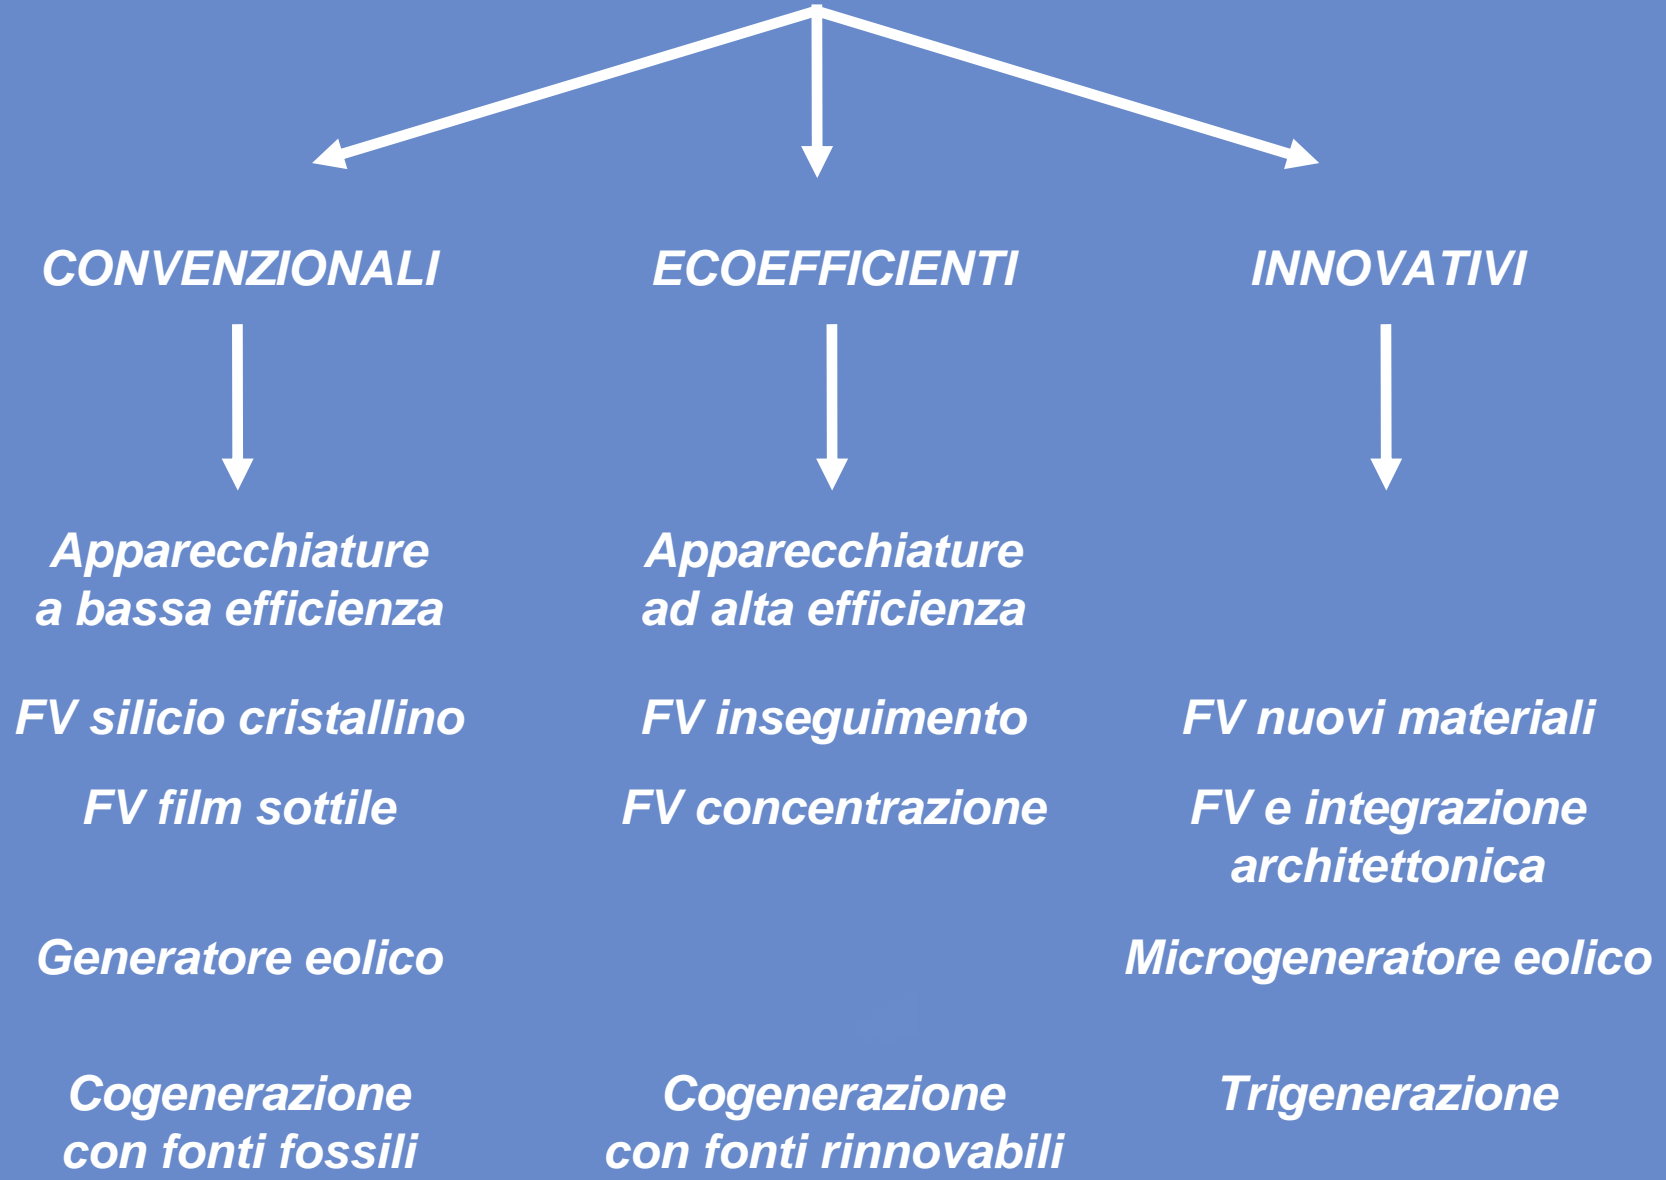 CONVENZIONALI
ECOEFFICIENTI
INNOVATIVI
Apparecchiature
a bassa efficienza
Apparecchiature
ad alta efficienza
FV silicio cristallino
FV inseguimento
FV nuovi materiali
FV film sottile
FV concentrazione
FV e integrazione
architettonica
Generatore eolico
Microgeneratore eolico
Cogenerazione
con fonti fossili
Cogenerazione
con fonti rinnovabili
Trigenerazione